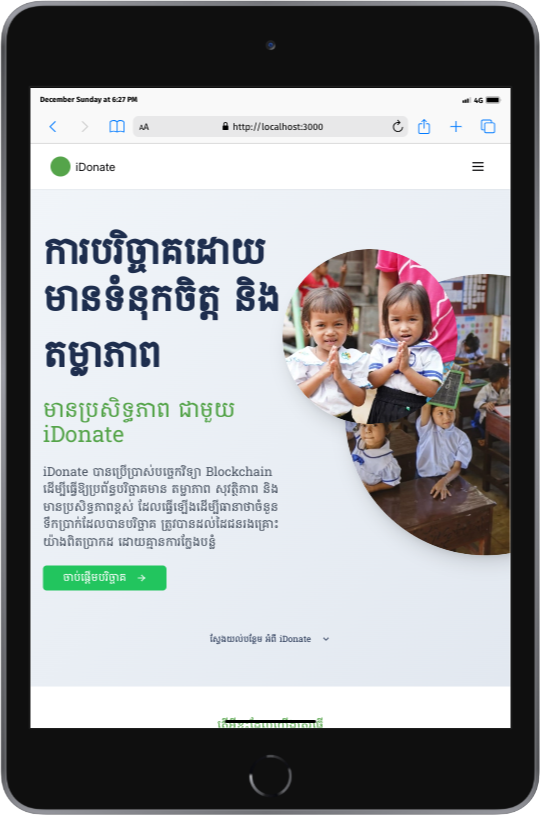 December Sunday at 6:27 PM
4G
AA
http://localhost:3000
iDonate
ការបរិច្ចាគដោយ
មានទំនុកចិត្ត និង
តម្លាភាព
មានប្រសិទ្ធភាព ជាមួយ
iDonate
iDonate បានប្រើប្រាស់បច្ចេកវិទ្យា Blockchain
ដើម្បីធ្វើឱ្យប្រព័ន្ធបរិច្ចាគមាន តម្លាភាព សុវត្ថិភាព និង
មានប្រសិទ្ធភាពខ្ពស់ ដែលធ្វើឡើងដើម្បីធានាថាចំនួន
ទឹកប្រាក់ដែលបានបរិច្ចាគ ត្រូវបានដល់ដៃជនរងគ្រោះ
យ៉ាងពិតប្រាកដ ដោយគ្មានការក្លែងបន្លំ
ចាប់ផ្តើមបរិច្ចាគ
ស្វែងយល់បន្ថែម អំពី iDonate